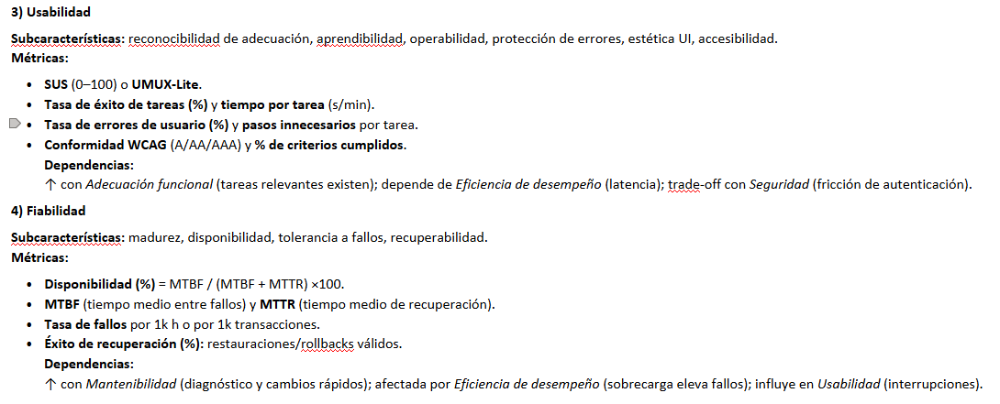 3) Usabilidad
Subcaracterísticas: reconocibilidad de adecuación, aprendibilidad, operabilidad, protección de errores, estética UI, accesibilidad.
Métricas:
• SUS (0–100) o UMUX-Lite.
• Tasa de éxito de tareas (%) y tiempo por tarea (s/min).
• Tasa de errores de usuario (%) y pasos innecesarios por tarea.
• Conformidad WCAG (A/AA/AAA) y % de criterios cumplidos.
Dependencias:
↑ con Adecuación funcional (tareas relevantes existen); depende de Eficiencia de desempeño (latencia); trade-off con Seguridad (fricción de autenticación).
4) Fiabilidad
Subcaracterísticas: madurez, disponibilidad, tolerancia a fallos, recuperabilidad.
Métricas:
• Disponibilidad (%) = MTBF / (MTBF + MTTR) ×100.
• MTBF (tiempo medio entre fallos) y MTTR (tiempo medio de recuperación).
• Tasa de fallos por 1k h o por 1k transacciones.
• Éxito de recuperación (%): restauraciones/rollbacks válidos.
Dependencias:
↑ con Mantenibilidad (diagnóstico y cambios rápidos); afectada por Eficiencia de desempeño (sobrecarga eleva fallos); influye en Usabilidad (interrupciones).